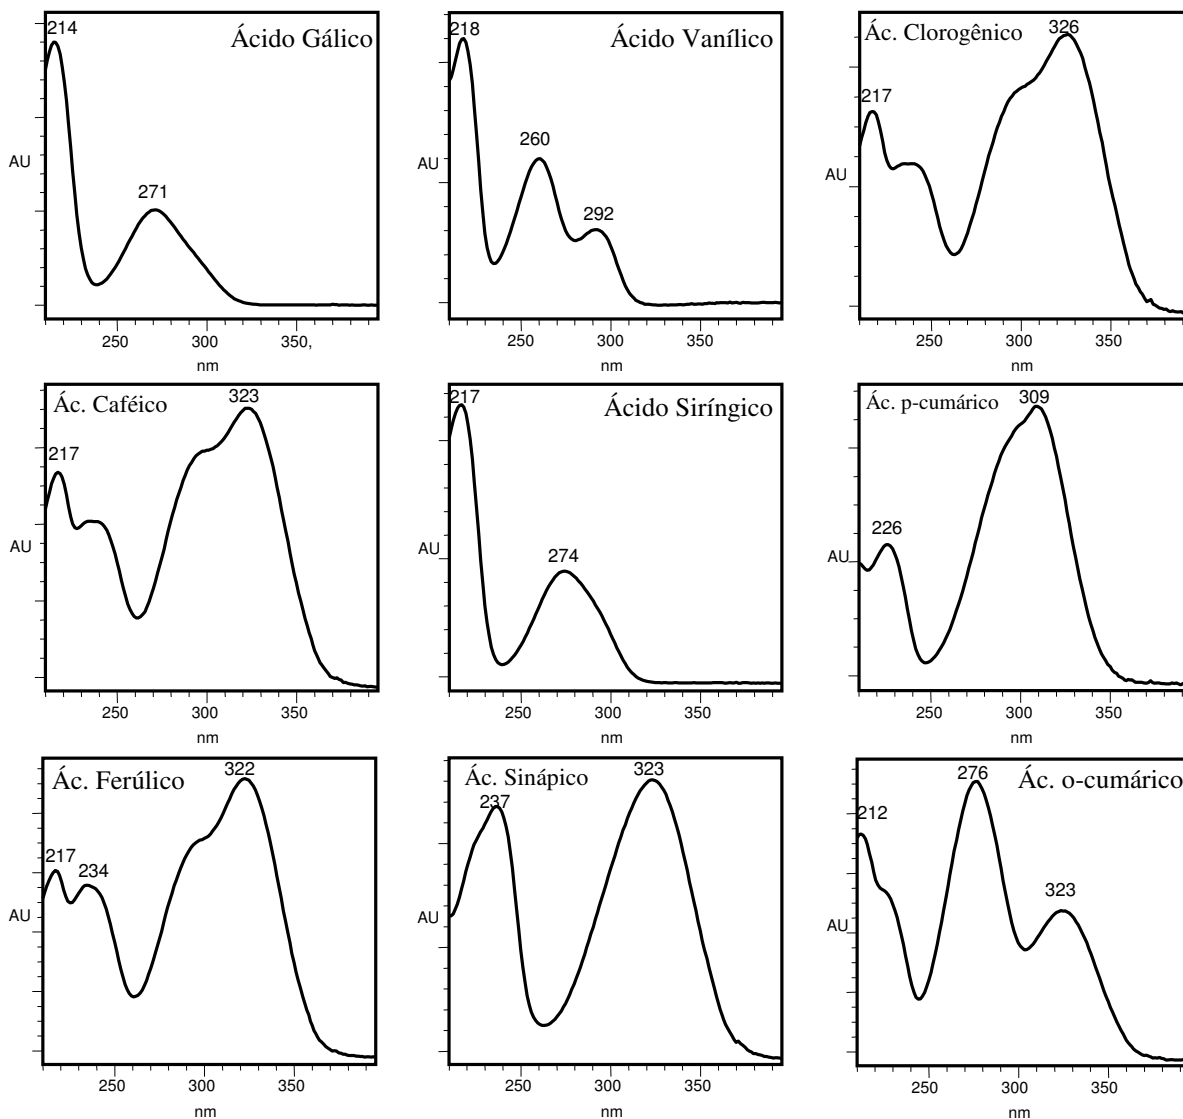 214
Ácido Gálico
271
AU
250
300
350,
nm
218
Ácido Vanílico
260
292
AU
250
300
350
nm
Ác. Clorogênico
326
217
AU
250
300
350
nm
Ác. Caféico
323
217
AU
250
300
350
nm
217
Ácido Siríngico
274
AU
250
300
350
nm
Ác. p-cumárico
309
226
AU
250
300
350
nm
Ác. Ferúlico
322
217
234
AU
250
300
350
nm
Ác. Sinápico
323
237
AU
250
300
350
nm
276
Ác. o-cumárico
212
323
AU
250
300
350
nm